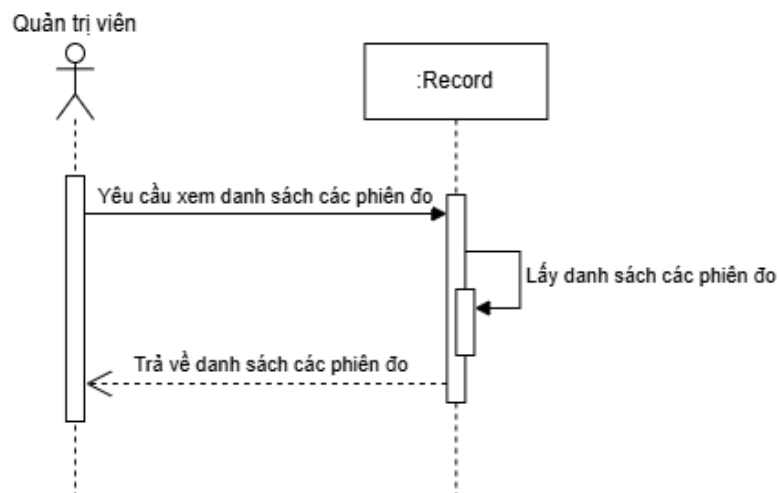 Quản trị viên
:Record
Yêu cầu xem danh sách các phiên đo
Lấy danh sách các phiên đo
Trả về danh sách các phiên đo